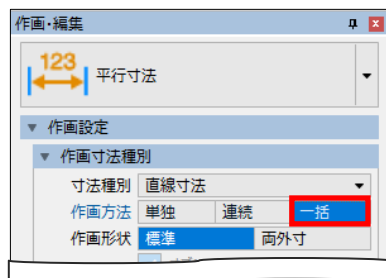 作画・編集
123
平行寸法
作画設定
作画寸法種別
寸法種別 直線寸法
作画方法 単独 連続 一括
作画形状 標準 両外寸